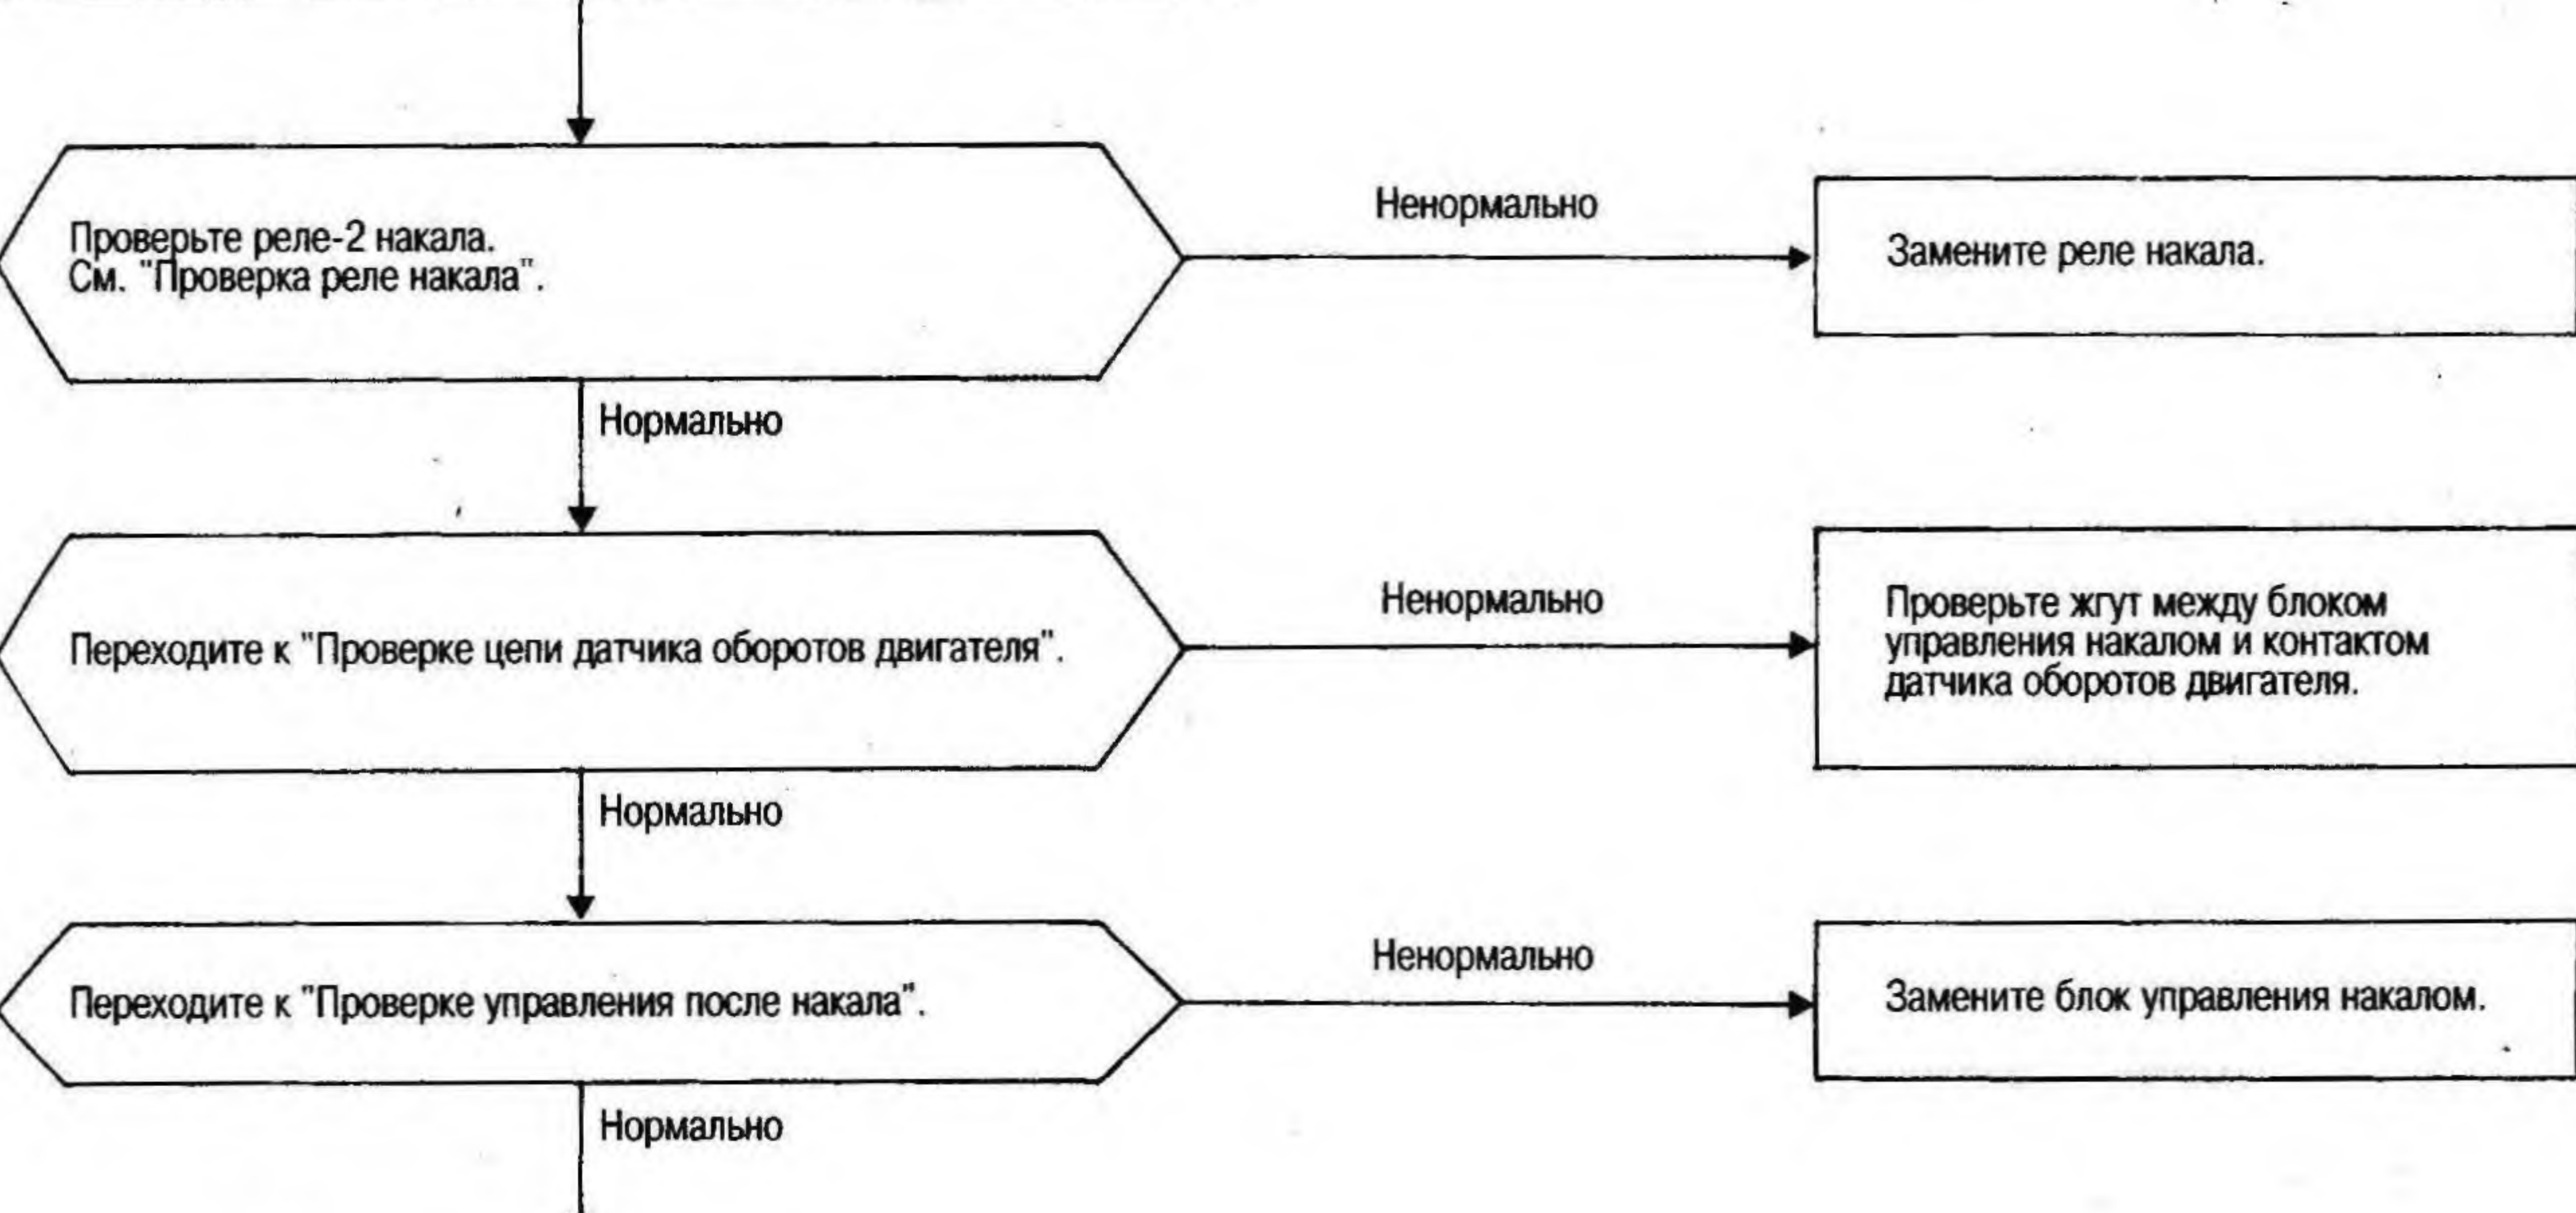 Проверьте реле-2 накала.
См. "Проверка реле накала".
Ненормально
Замените реле накала.
Нормально
Переходите к "Проверке цепи датчика оборотов двигателя".
Ненормально
Проверьте жгут между блоком
управления накалом и контактом
датчика оборотов двигателя.
Нормально
Переходите к "Проверке управления после накала".
Ненормально
Замените блок управления накалом.
Нормально